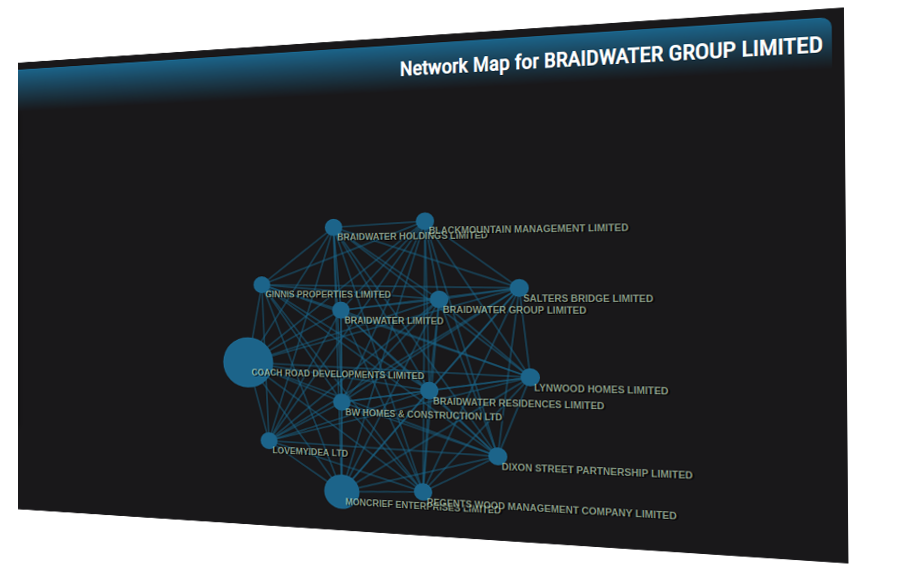 Network Map for BRAIDWATER GROUP LIMITED
BLACKMOUNTAIN MANAGEMENT LIMITED
BRAIDWATER HOLDINGS LIMITED
GINNIS PROPERTIES LIMITED
SALTERS BRIDGE LIMITED
BRAIDWATER GROUP LIMITED
BRAIDWATER LIMITED
COACH ROAD DEVELOPMENTS LIMITED
LYNWOOD HOMES LIMITED
BRAIDWATER RESIDENCES LIMITED
BW HOMES & CONSTRUCTION LTD
LOVEMYIDEA LTD
DIXON STREET PARTNERSHIP LIMITED
MONCRIEF ENTERPRISES LIMITED
REGENTS WOOD MANAGEMENT COMPANY LIMITED